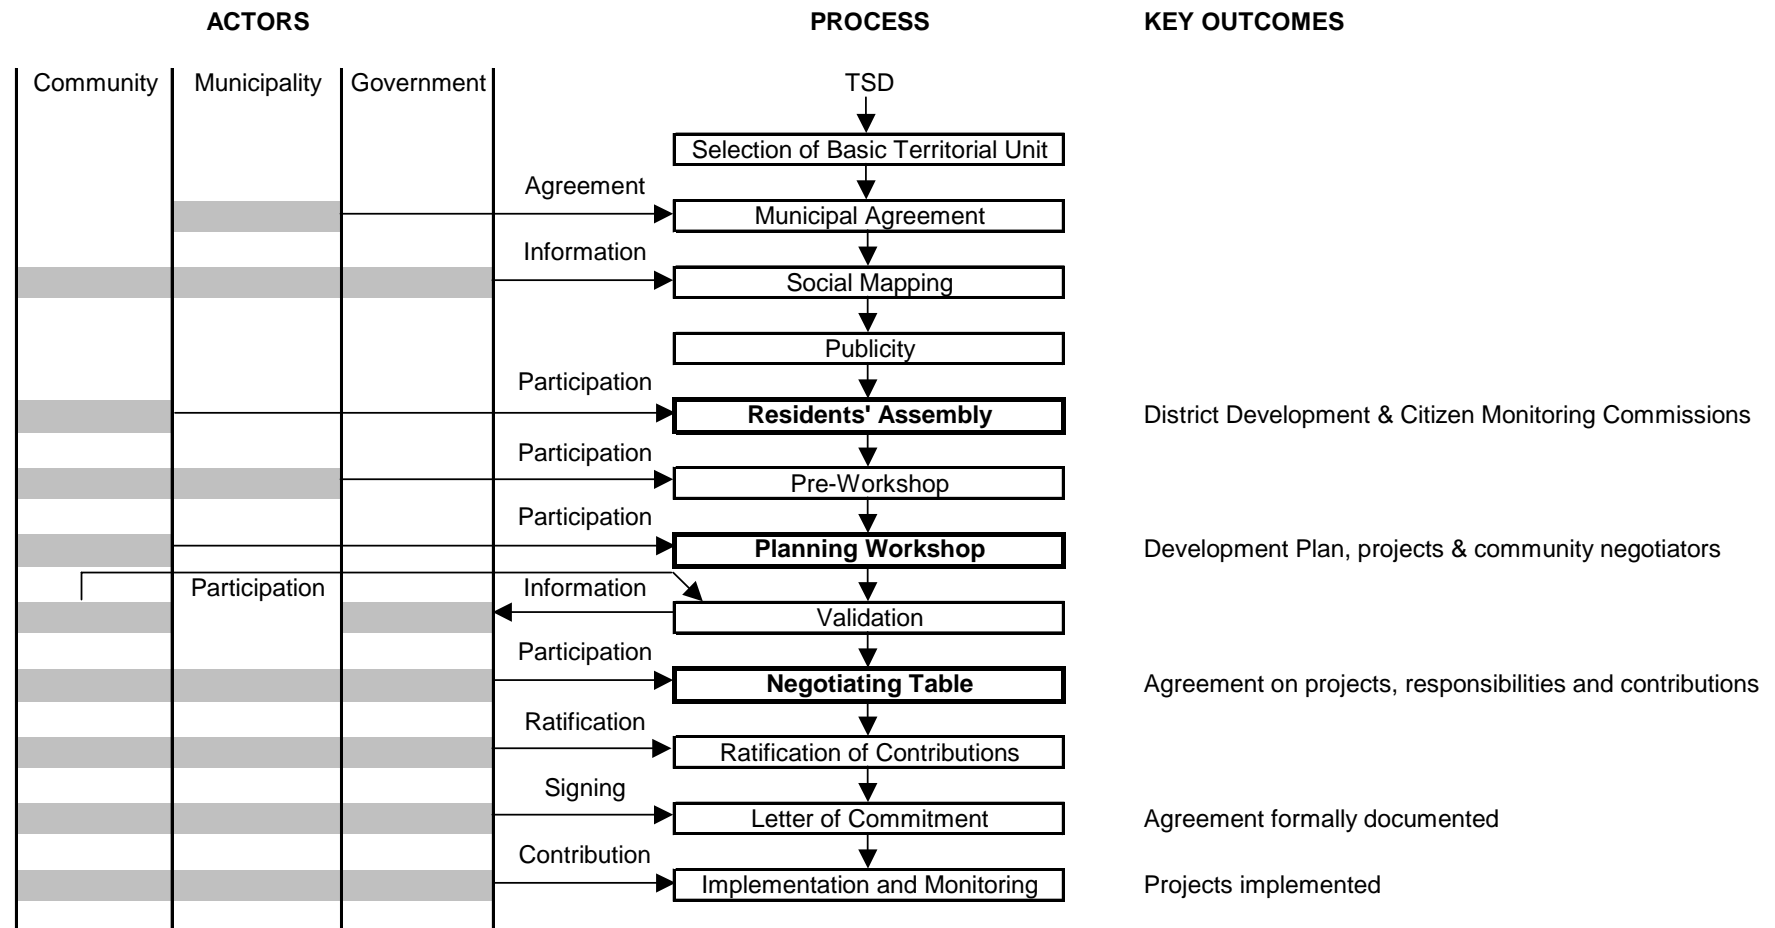 ACTORS PROCESS KEY OUTCOMES
Community Municipality Government TSD
Selection of Basic Territorial Unit
Agreement
Municipal Agreement
Information
Social Mapping
Publicity
Participation
Residents' Assembly District Development & Citizen Monitoring Commissions
Participation
Pre-Workshop
Participation
Planning Workshop Development Plan, projects & community negotiators
Participation Information
Validation
Participation
Negotiating Table Agreement on projects, responsibilities and contributions
Ratification
Ratification of Contributions
Signing
Letter of Commitment Agreement formally documented
Contribution
Implementation and Monitoring Projects implemented